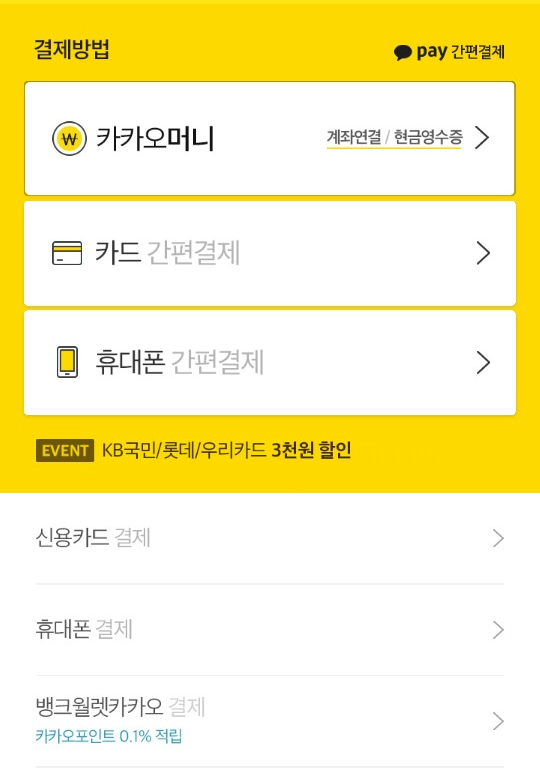 결제방법
pay 간편결제
₩ 카카오머니 계좌연결 / 현금영수증
카드 간편결제
휴대폰 간편결제
EVENT KB국민/롯데/우리카드 3천원 할인
신용카드 결제
휴대폰 결제
뱅크월렛카카오 결제
카카오포인트 0.1% 적립